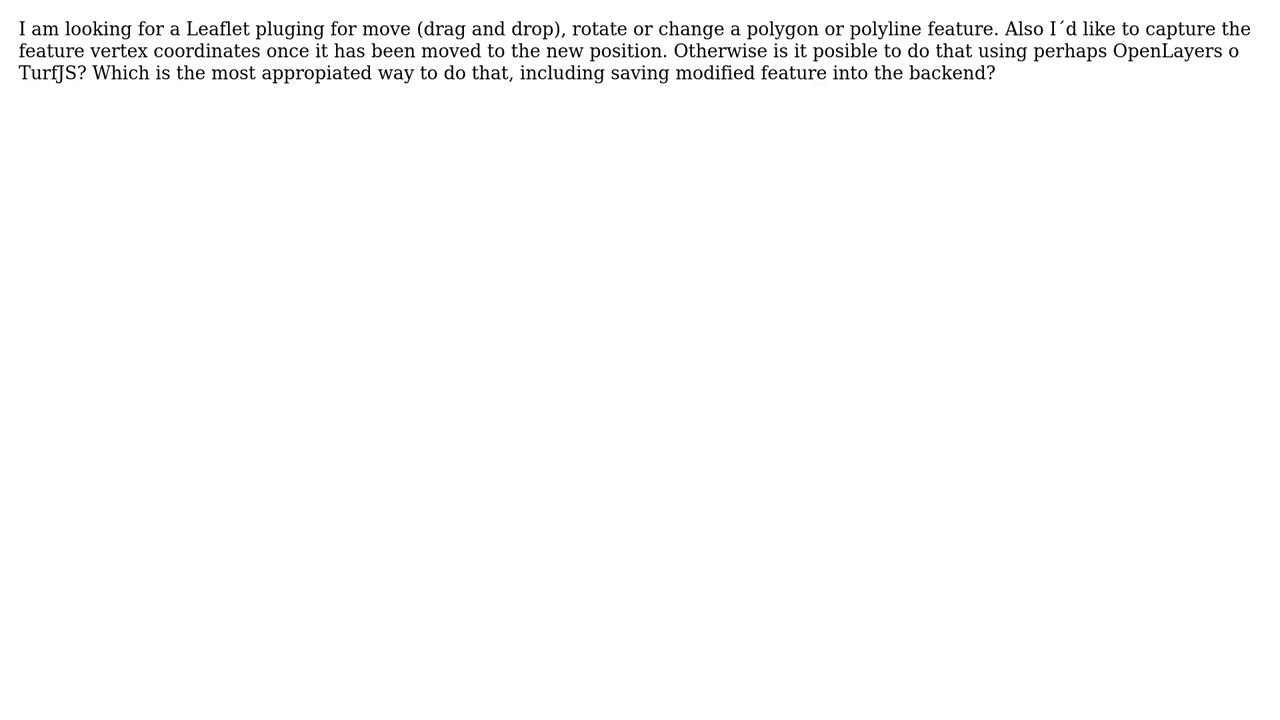 I am looking for a Leaflet pluging for move (drag and drop), rotate or change a polygon or polyline feature. Also I´d like to capture the
feature vertex coordinates once it has been moved to the new position. Otherwise is it posible to do that using perhaps OpenLayers o
TurfJS? Which is the most appropiated way to do that, including saving modified feature into the backend?